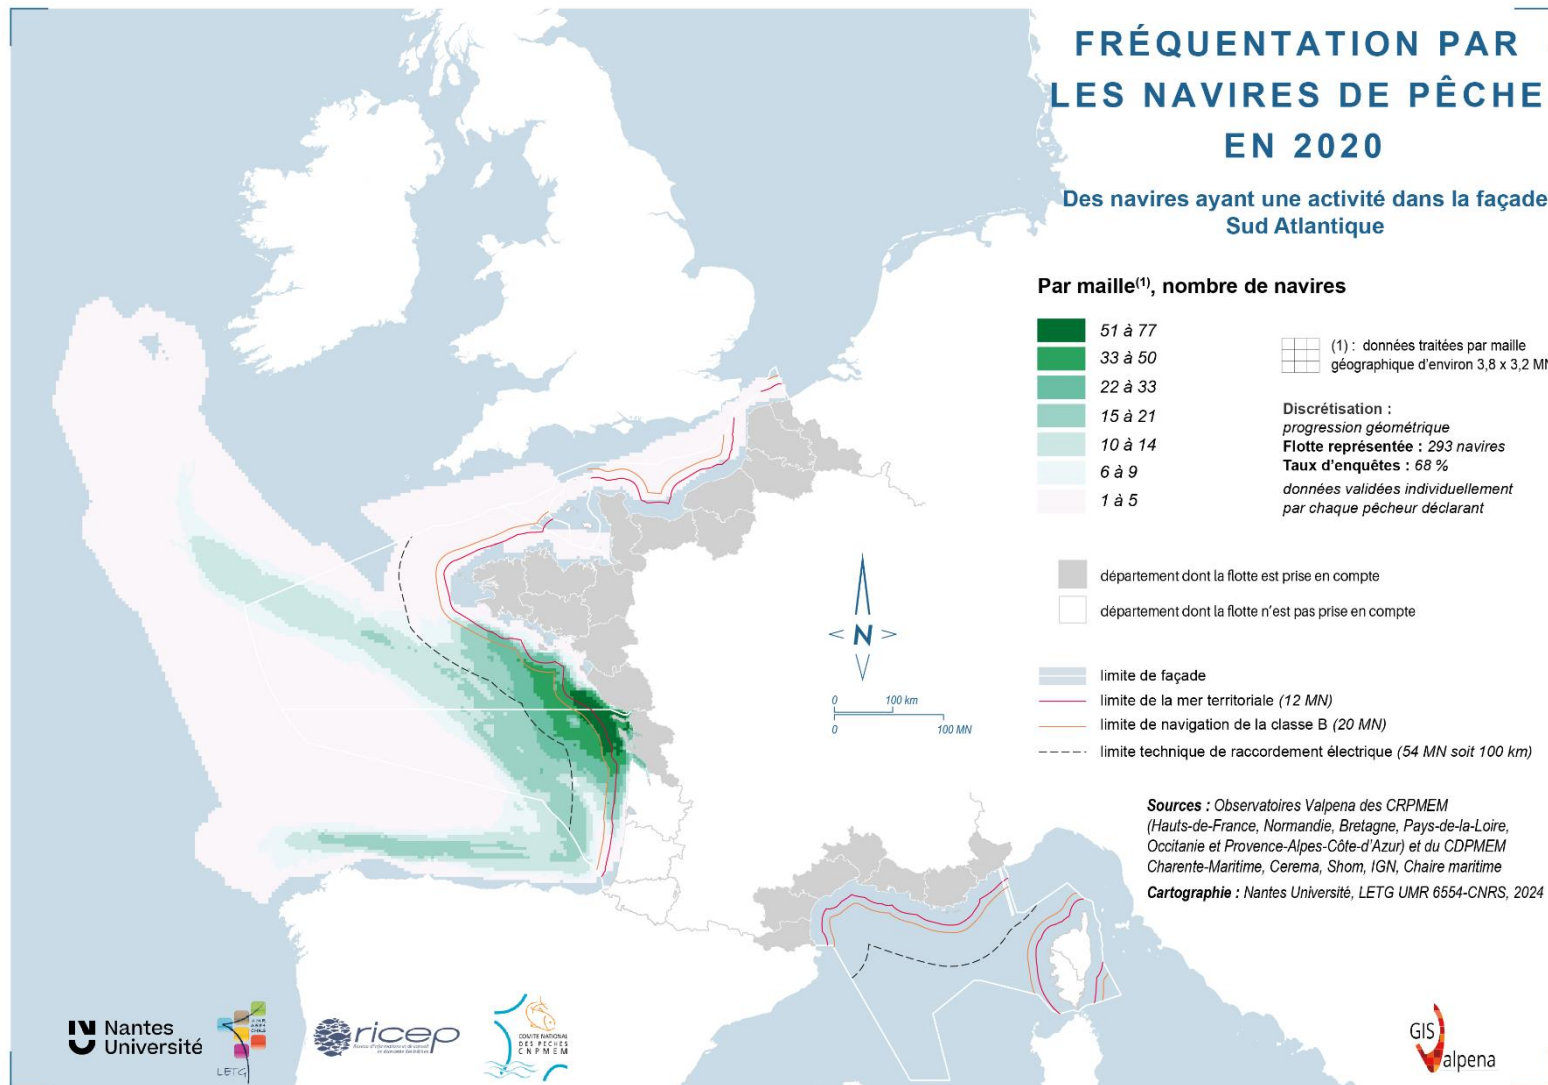 FRÉQUENTATION PAR
LES NAVIRES DE PÊCHE
EN 2020
Des navires ayant une activité dans la façade
Sud Atlantique
Par maille(1), nombre de navires
51 à 77
33 à 50
22 à 33
15 à 21
10 à 14
6 à 9
1 à 5
(1) : données traitées par maille
géographique d'environ 3,8 x 3,2 MN
Discrétisation :
progression géométrique
Flotte représentée : 293 navires
Taux d'enquêtes : 68 %
données validées individuellement
par chaque pêcheur déclarant
département dont la flotte est prise en compte
département dont la flotte n'est pas prise en compte
limite de façade
limite de la mer territoriale (12 MN)
limite de navigation de la classe B (20 MN)
limite technique de raccordement électrique (54 MN soit 100 km)
N
0 100 km
0 100 MN
Sources : Observatoires Valpena des CRPMEM
(Hauts-de-France, Normandie, Bretagne, Pays-de-la-Loire,
Occitanie et Provence-Alpes-Côte-d'Azur) et du CDPMEM
Charente-Maritime, Cerema, Shom, IGN, Chaire maritime
Cartographie : Nantes Université, LETG UMR 6554-CNRS, 2024
Nantes
Université
LETG
ricep
COMITE NATIONAL
DES PECHES
CNPMEM
GIS
Valpena